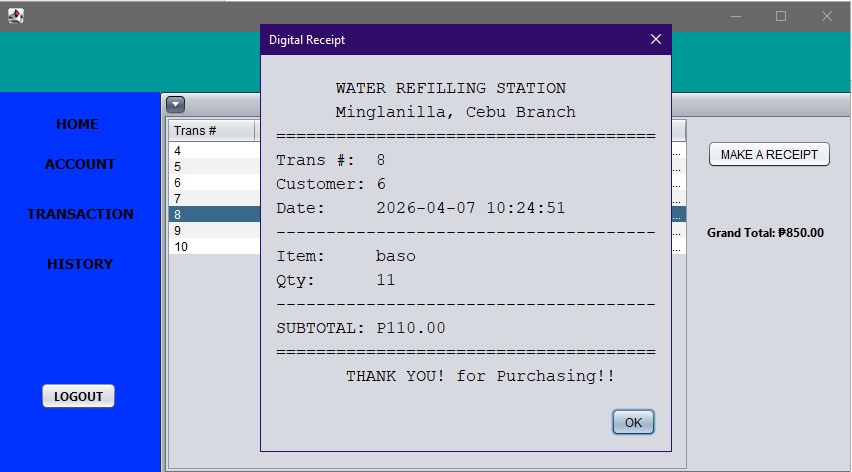 Digital Receipt
WATER REFILLING STATION
Minglanilla, Cebu Branch
======================================
Trans #: 8
Customer: 6
Date: 2026-04-07 10:24:51
--------------------------------------
Item: baso
Qty: 11
--------------------------------------
SUBTOTAL: P110.00
======================================
THANK YOU! for Purchasing!!
OK
HOME
ACCOUNT
TRANSACTION
HISTORY
LOGOUT
Trans #
4
5
6
7
8
9
10
...
...
...
...
...
...
...
MAKE A RECEIPT
Grand Total: ₱850.00